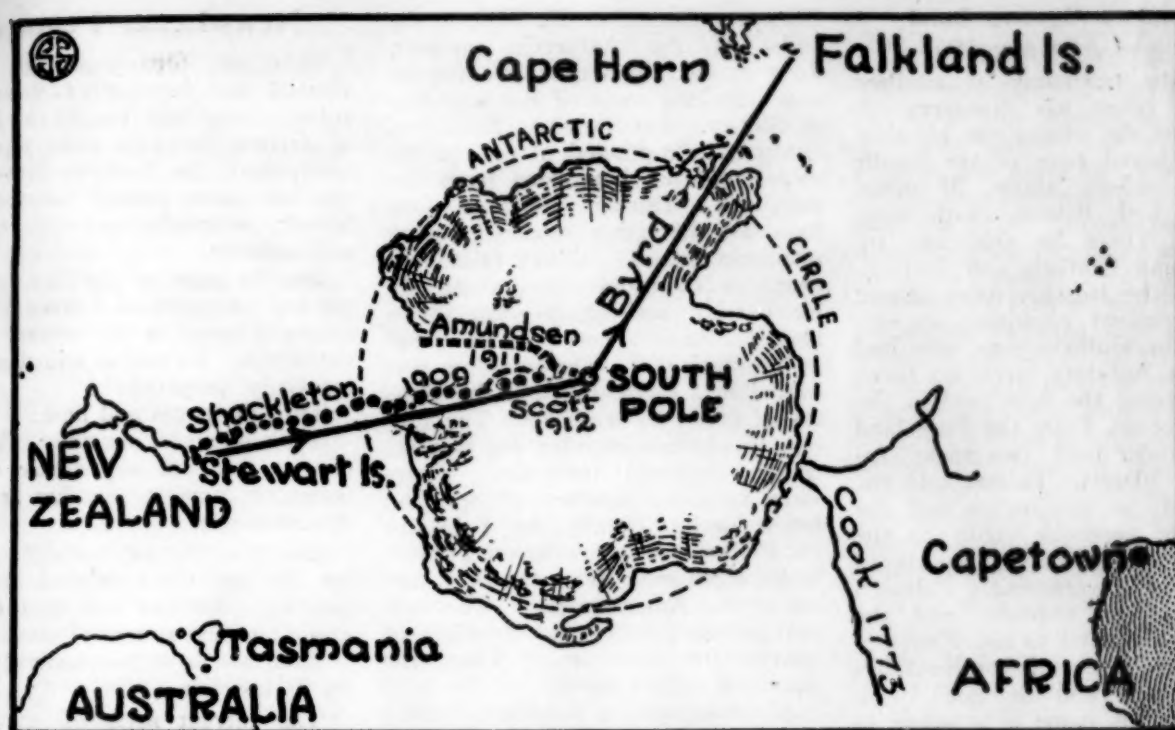 Cape Horn
Falkland Is.
ANTARCTIC
CIRCLE
Byrd
Amundsen
1911
Shackleton 1909
SOUTH
POLE
Scott
1912
Stewart Is.
NEW
ZEALAND
Cook 1773
Capetown
AFRICA
Tasmania
AUSTRALIA